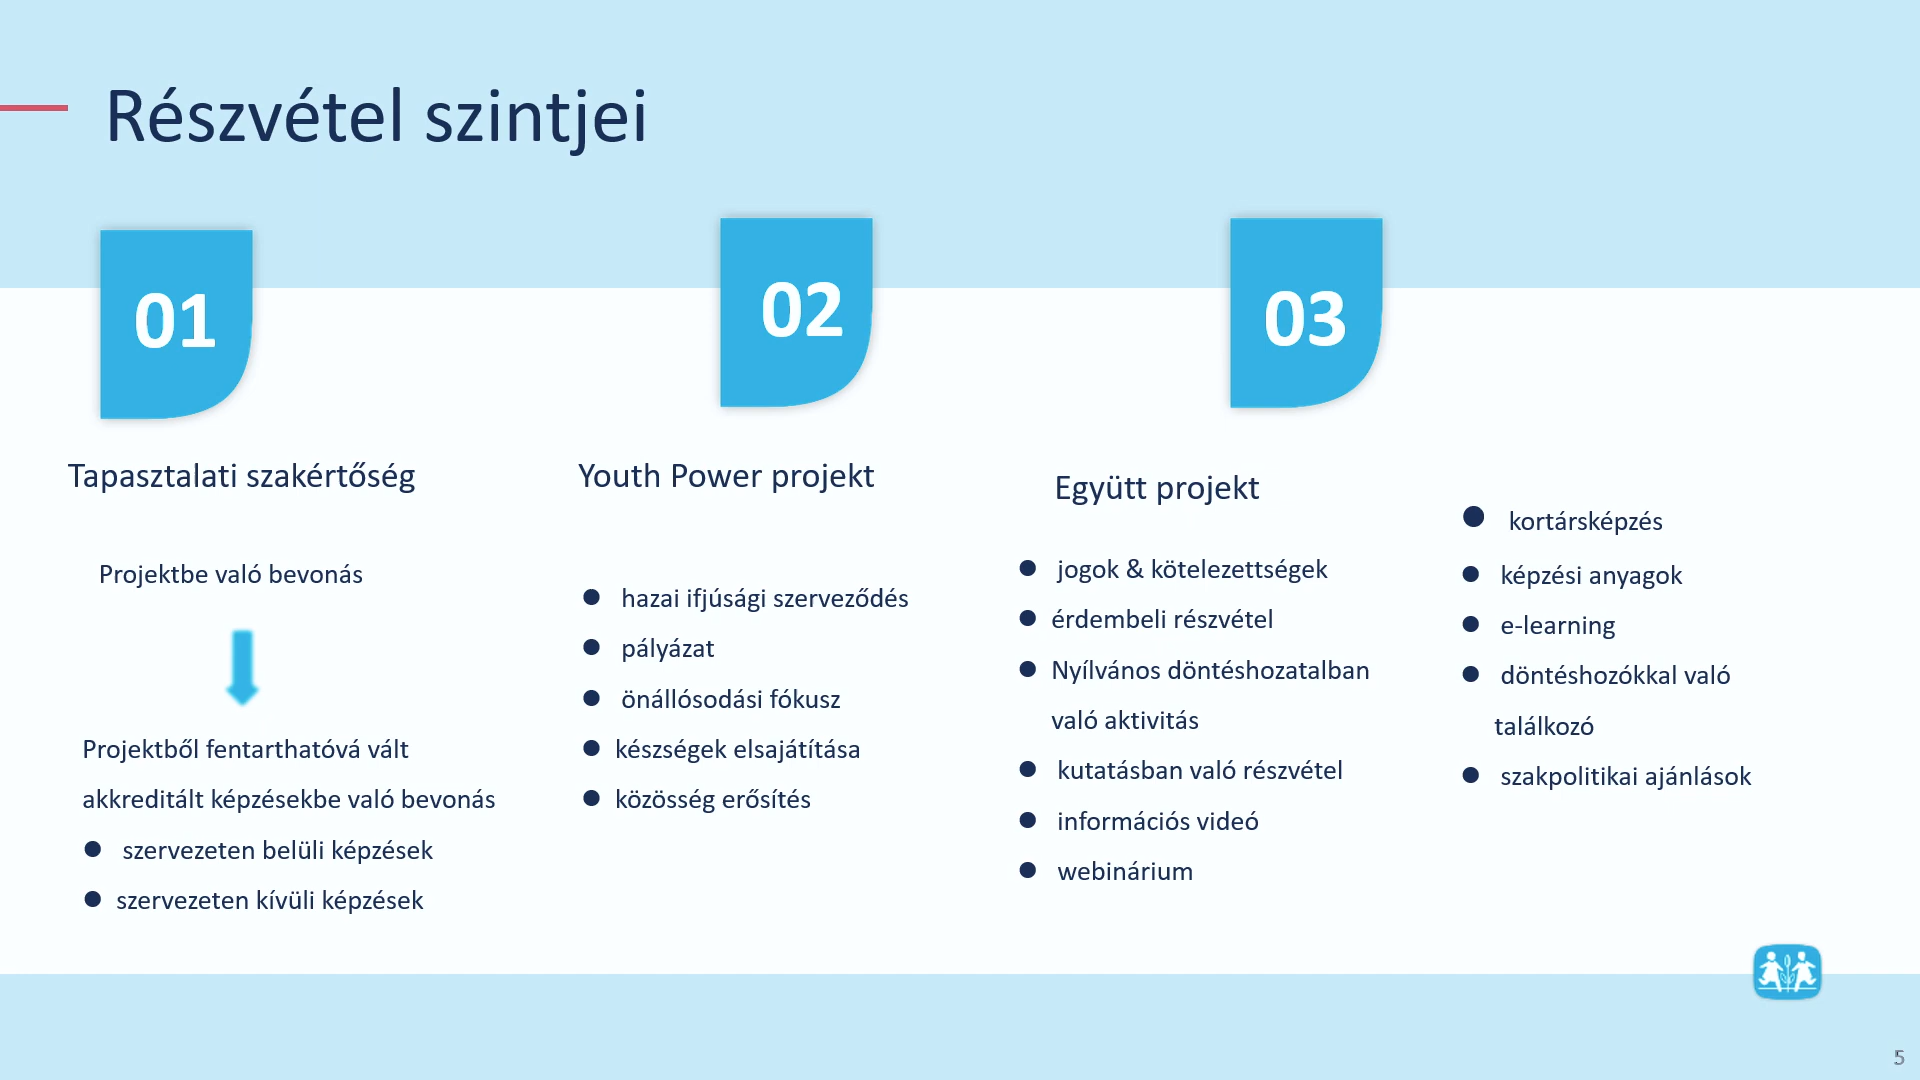 Részvétel szintjei
01
Tapasztalati szakértőség
Projektbe való bevonás
Projektből fentarthatóvá vált
akkreditált képzésekbe való bevonás
● szervezeten belüli képzések
● szervezeten kívüli képzések
02
Youth Power projekt
● hazai ifjúsági szerveződés
● pályázat
● önállósodási fókusz
● készségek elsajátítása
● közösség erősítés
03
Együtt projekt
● jogok & kötelezettségek
● érdembeli részvétel
● Nyílvános döntéshozatalban
való aktivitás
● kutatásban való részvétel
● információs videó
● webinárium
● kortársképzés
● képzési anyagok
● e-learning
● döntéshozókkal való
találkozó
● szakpolitikai ajánlások
5